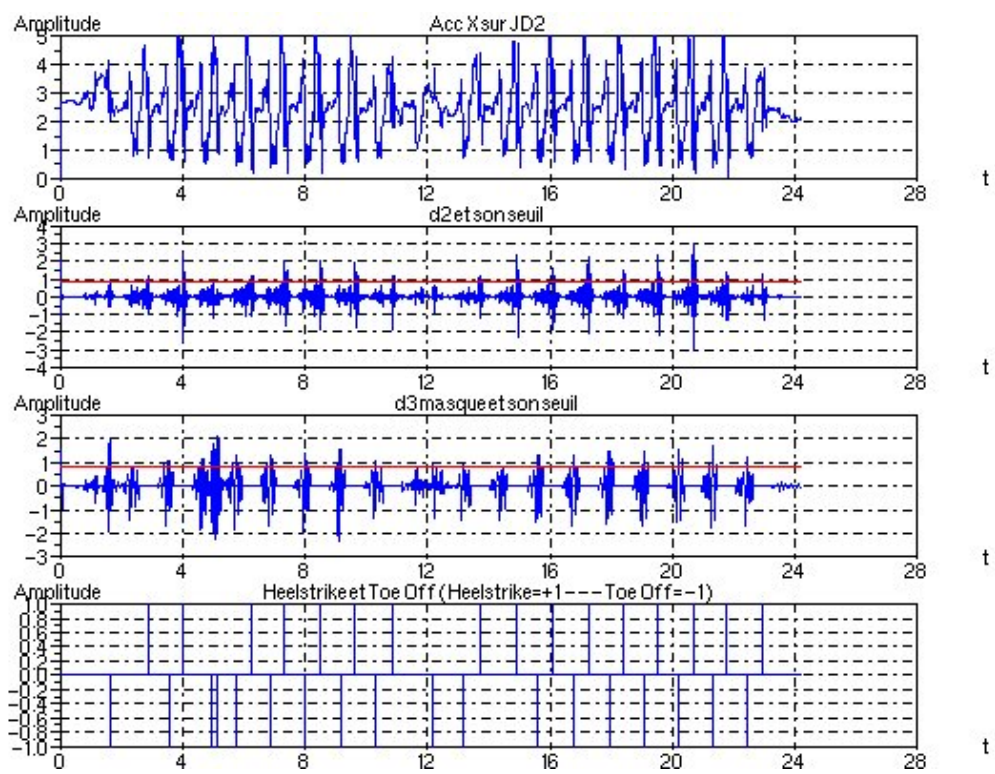 Amplitude Acc X sur JD2
5
4
3
2
1
0
0 4 8 12 16 20 24 28
t
Amplitude d2 et son seuil
4
3
2
1
0
−1
−2
−3
−4
0 4 8 12 16 20 24 28
t
Amplitude d3 masque et son seuil
3
2
1
0
−1
−2
−3
0 4 8 12 16 20 24 28
t
Amplitude Heelstrike et Toe Off (Heelstrike=+1---Toe Off=−1)
1.0
0.8
0.6
0.4
0.2
0.0
−0.2
−0.4
−0.6
−0.8
−1.0
0 4 8 12 16 20 24 28
t